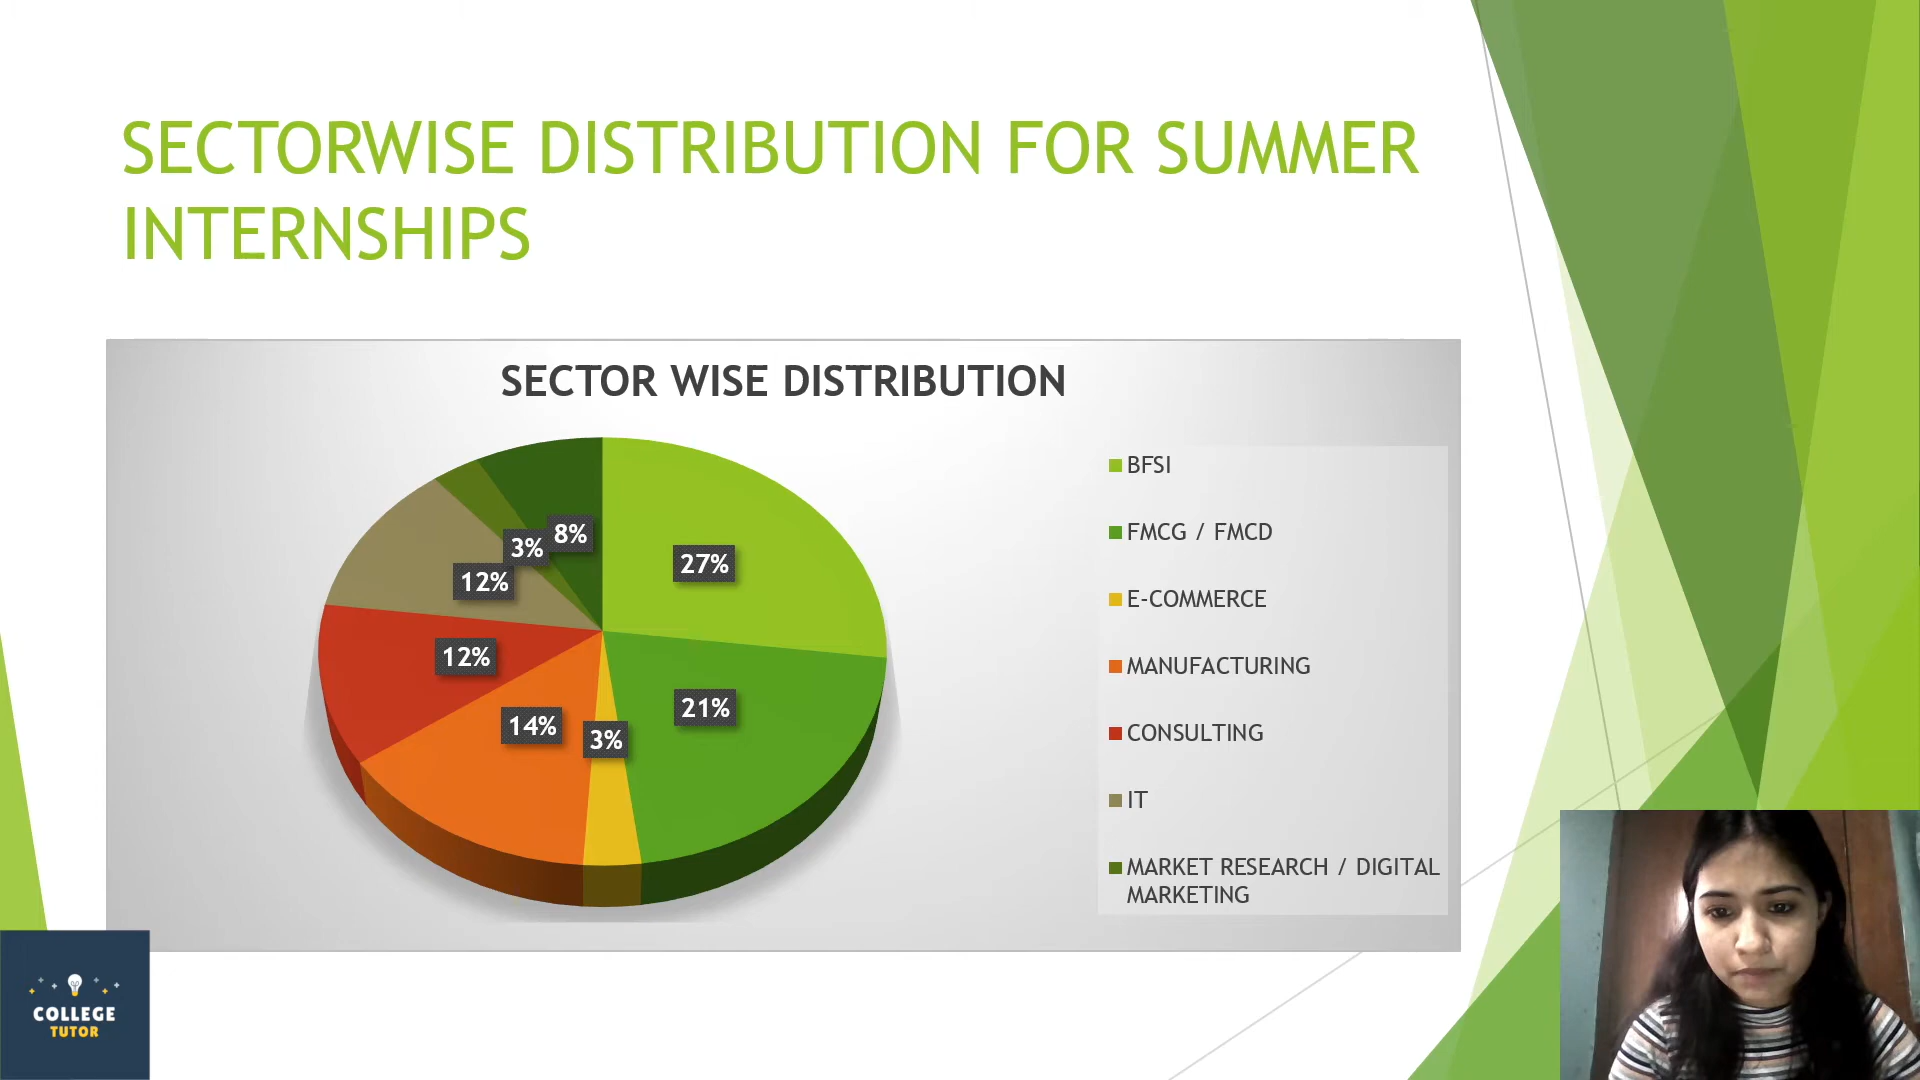 SECTORWISE DISTRIBUTION FOR SUMMER
INTERNSHIPS
SECTOR WISE DISTRIBUTION
8%
3%
27%
12%
12%
21%
14%
3%
BFSI
FMCG / FMCD
E-COMMERCE
MANUFACTURING
CONSULTING
IT
MARKET RESEARCH / DIGITAL
MARKETING
COLLEGE
TUTOR